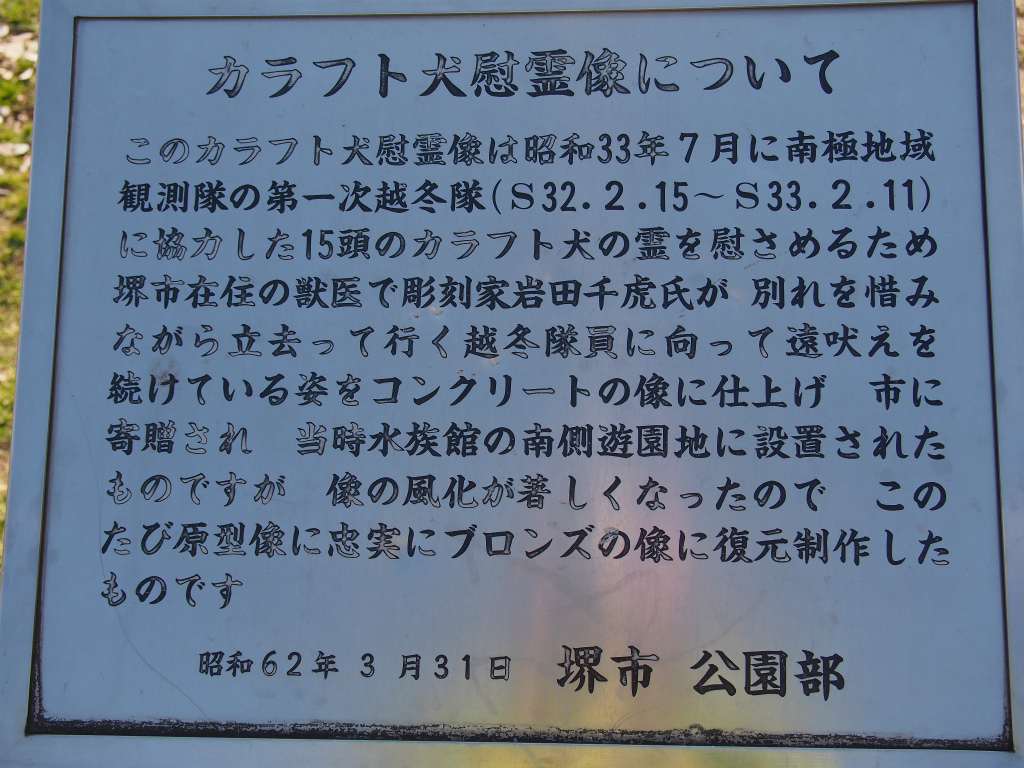 カラフト犬慰霊像について
このカラフト犬慰霊像は昭和33年7月に南極地域
観測隊の第一次越冬隊(S32.2.15～S33.2.11)
に協力した15頭のカラフト犬の霊を慰さめるため
堺市在住の獣医で彫刻家岩田千虎氏が 別れを惜み
ながら立去って行く越冬隊員に向って遠吠えを
続けている姿をコンクリートの像に仕上げ 市に
寄贈され 当時水族館の南側遊園地に設置された
ものですが 像の風化が著しくなったので この
たび原型像に忠実にブロンズの像に復元制作した
ものです
昭和62年 3 月31日 堺市 公園部